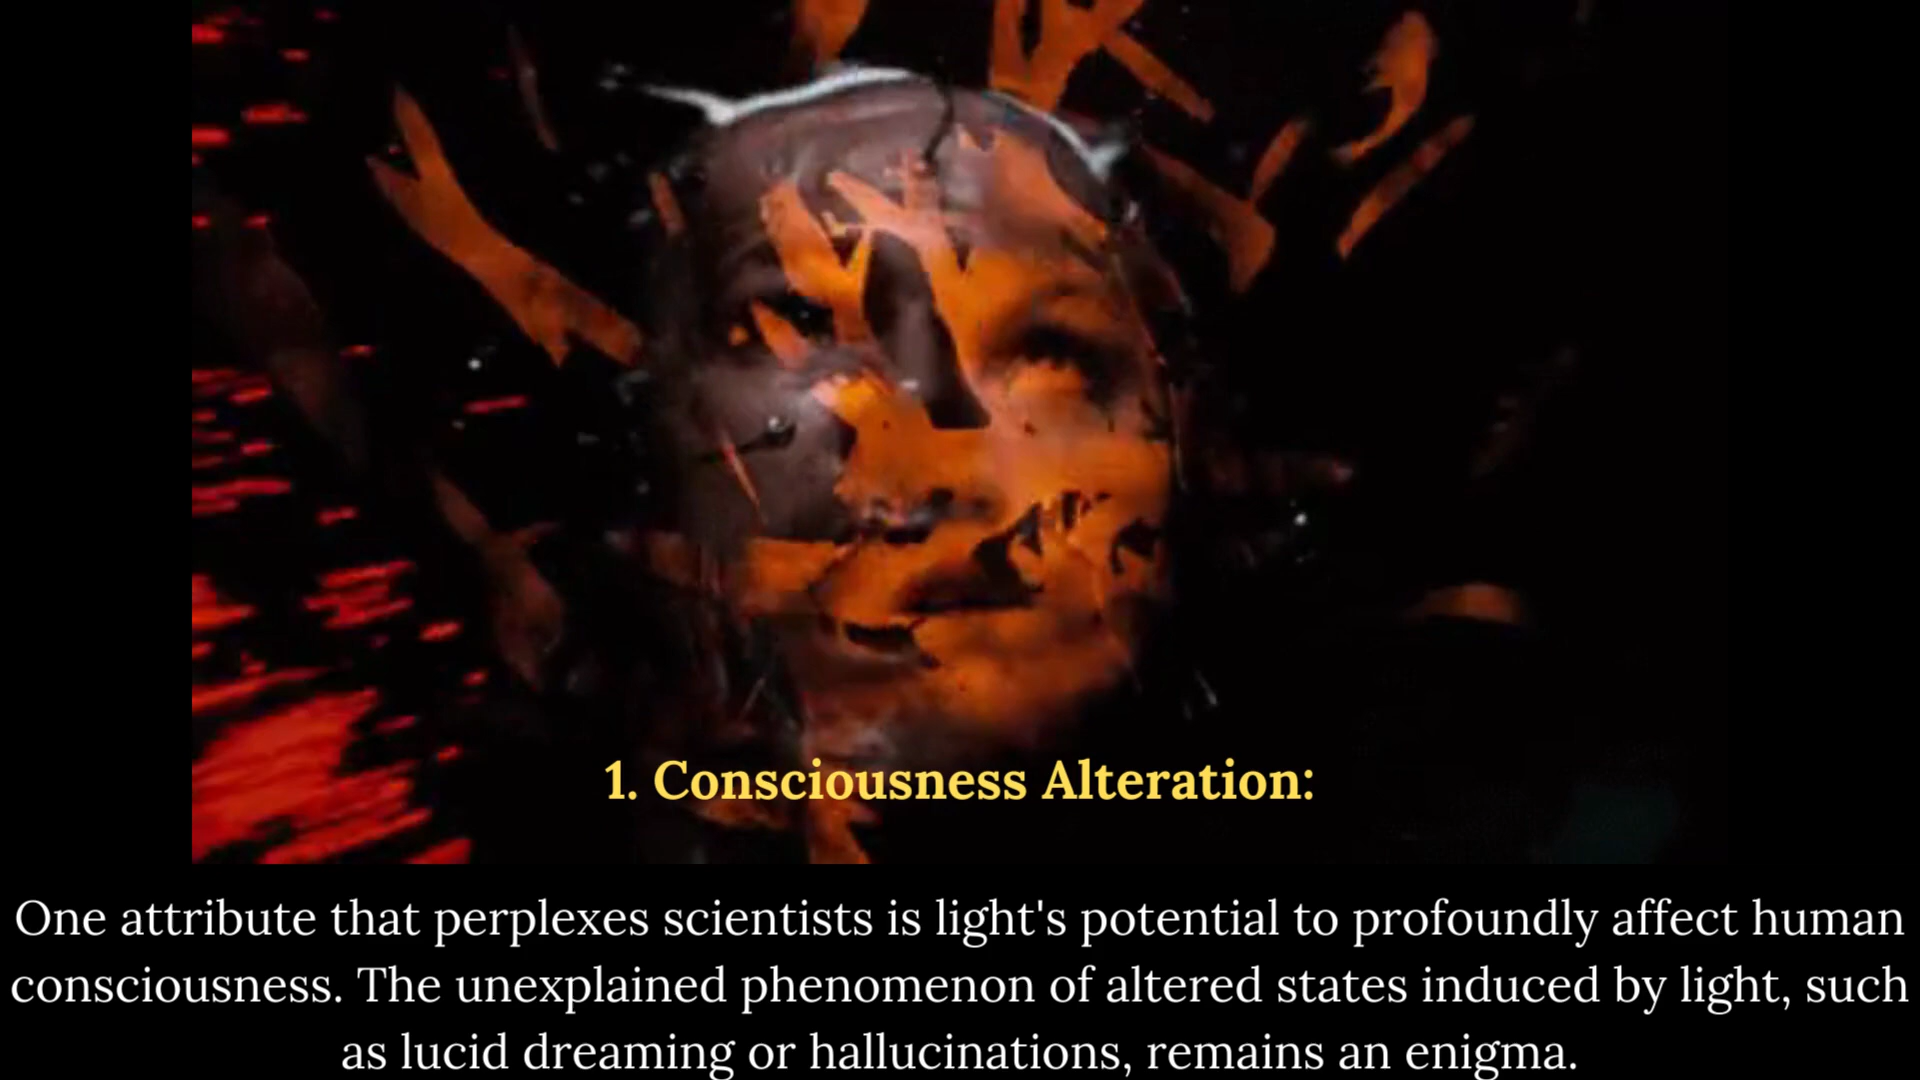 1. Consciousness Alteration:
One attribute that perplexes scientists is light's potential to profoundly affect human
consciousness. The unexplained phenomenon of altered states induced by light, such
as lucid dreaming or hallucinations, remains an enigma.